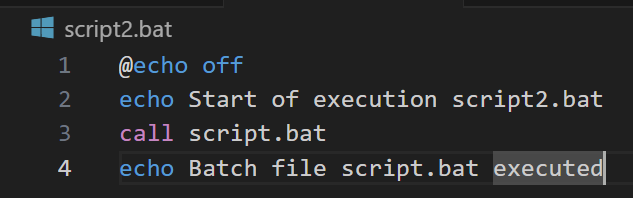 script2.bat
1 @echo off
2 echo Start of execution script2.bat
3 call script.bat
4 echo Batch file script.bat executed